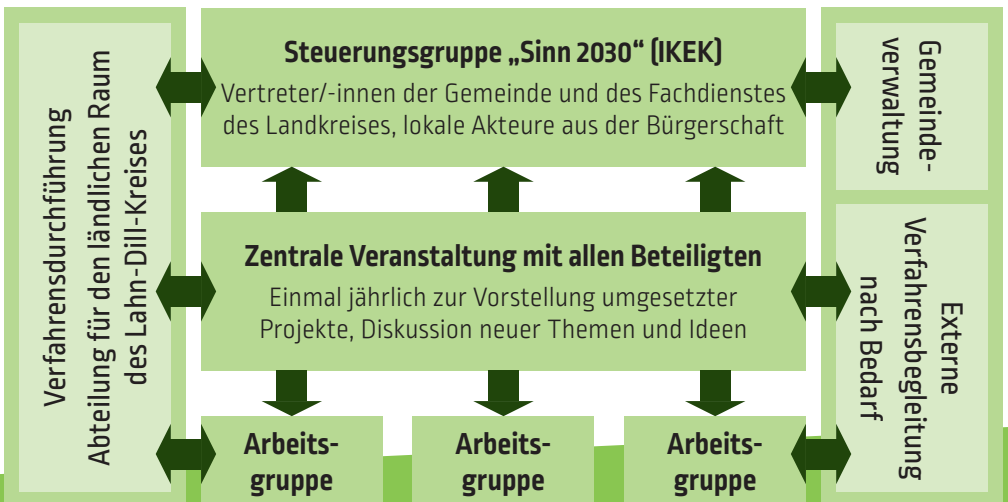 Verfahrensdurchführung
Abteilung für den ländlichen Raum
des Lahn-Dill-Kreises
Steuerungsgruppe „Sinn 2030“ (IKEK)
Vertreter/-innen der Gemeinde und des Fachdienstes
des Landkreises, lokale Akteure aus der Bürgerschaft
Zentrale Veranstaltung mit allen Beteiligten
Einmal jährlich zur Vorstellung umgesetzter
Projekte, Diskussion neuer Themen und Ideen
Arbeits-
gruppe
Arbeits-
gruppe
Arbeits-
gruppe
Gemeinde-
verwaltung
Externe
Verfahrensbegleitung
nach Bedarf